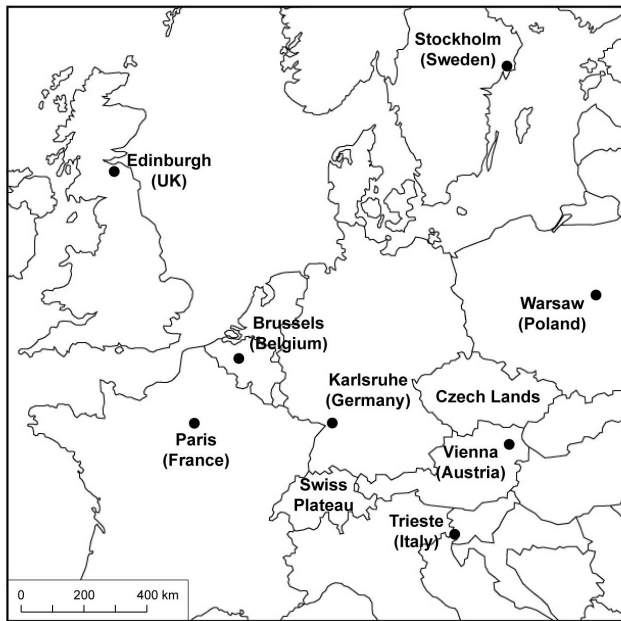 Stockholm
(Sweden)
Edinburgh
(UK)
Warsaw
(Poland)
Brussels
(Belgium)
Karlsruhe
(Germany)
Czech Lands
Paris
(France)
Vienna
(Austria)
Swiss
Plateau
Trieste
(Italy)
0 200 400 km